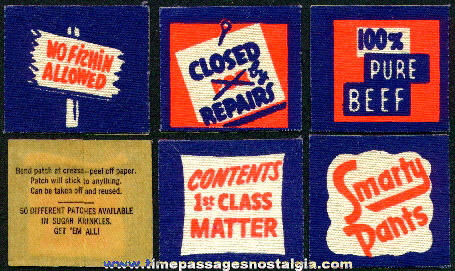 NO FISHIN
ALLOWED
CLOSED
for
REPAIRS
100%
PURE
BEEF
Bend patch at crease—peel off paper.
Patch will stick to anything.
Can be taken off and reused.
50 DIFFERENT PATCHES AVAILABLE
IN SUGAR KRINKLES.
GET 'EM ALL!
CONTENTS
1st CLASS
MATTER
Smarty
Pants
www.timepassagesnostalgia.com